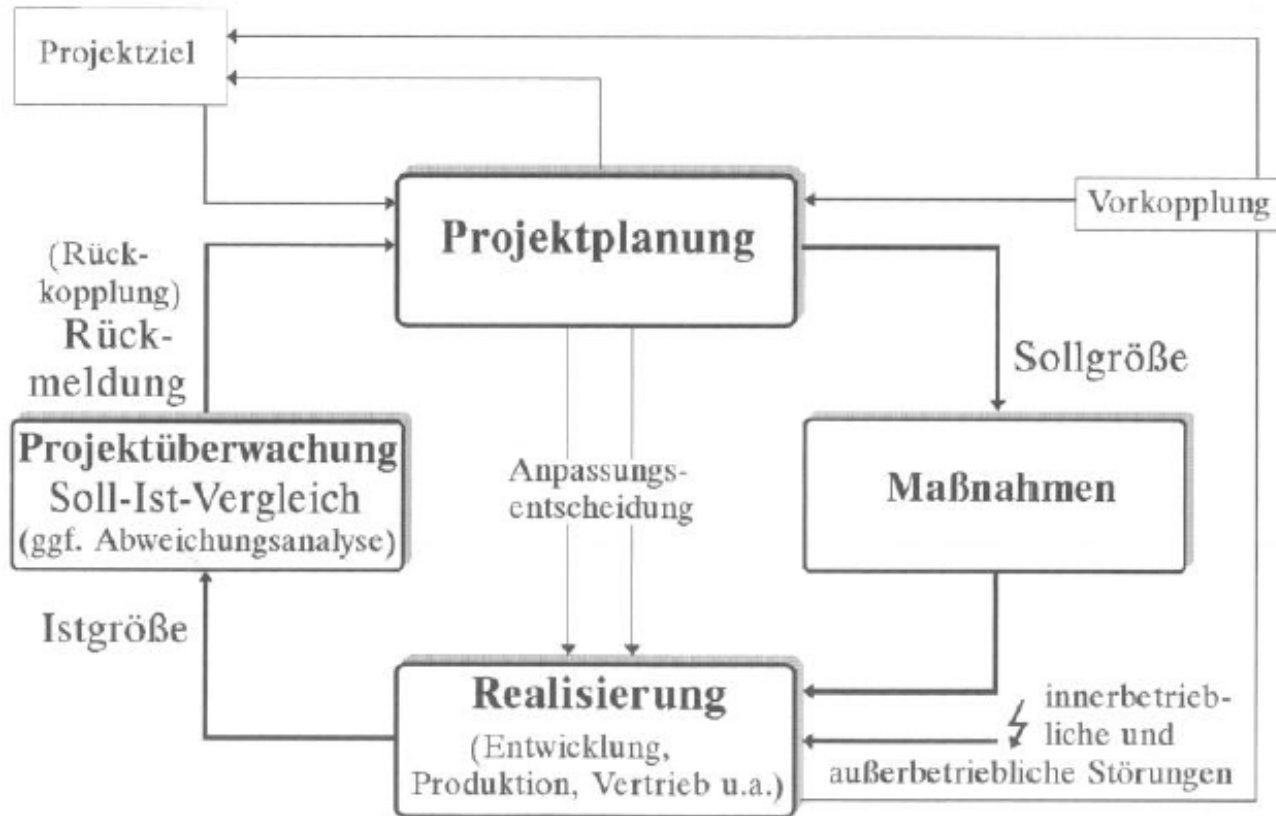 Projektziel
Vorkopplung
Projektplanung
(Rück-
kopplung)
Rück-
meldung
Sollgröße
Projektüberwachung
Soll-Ist-Vergleich
(ggf. Abweichungsanalyse)
Anpassungs-
entscheidung
Maßnahmen
Istgröße
Realisierung
(Entwicklung,
Produktion, Vertrieb u.a.)
innerbetrieb-
liche und
außerbetriebliche Störungen